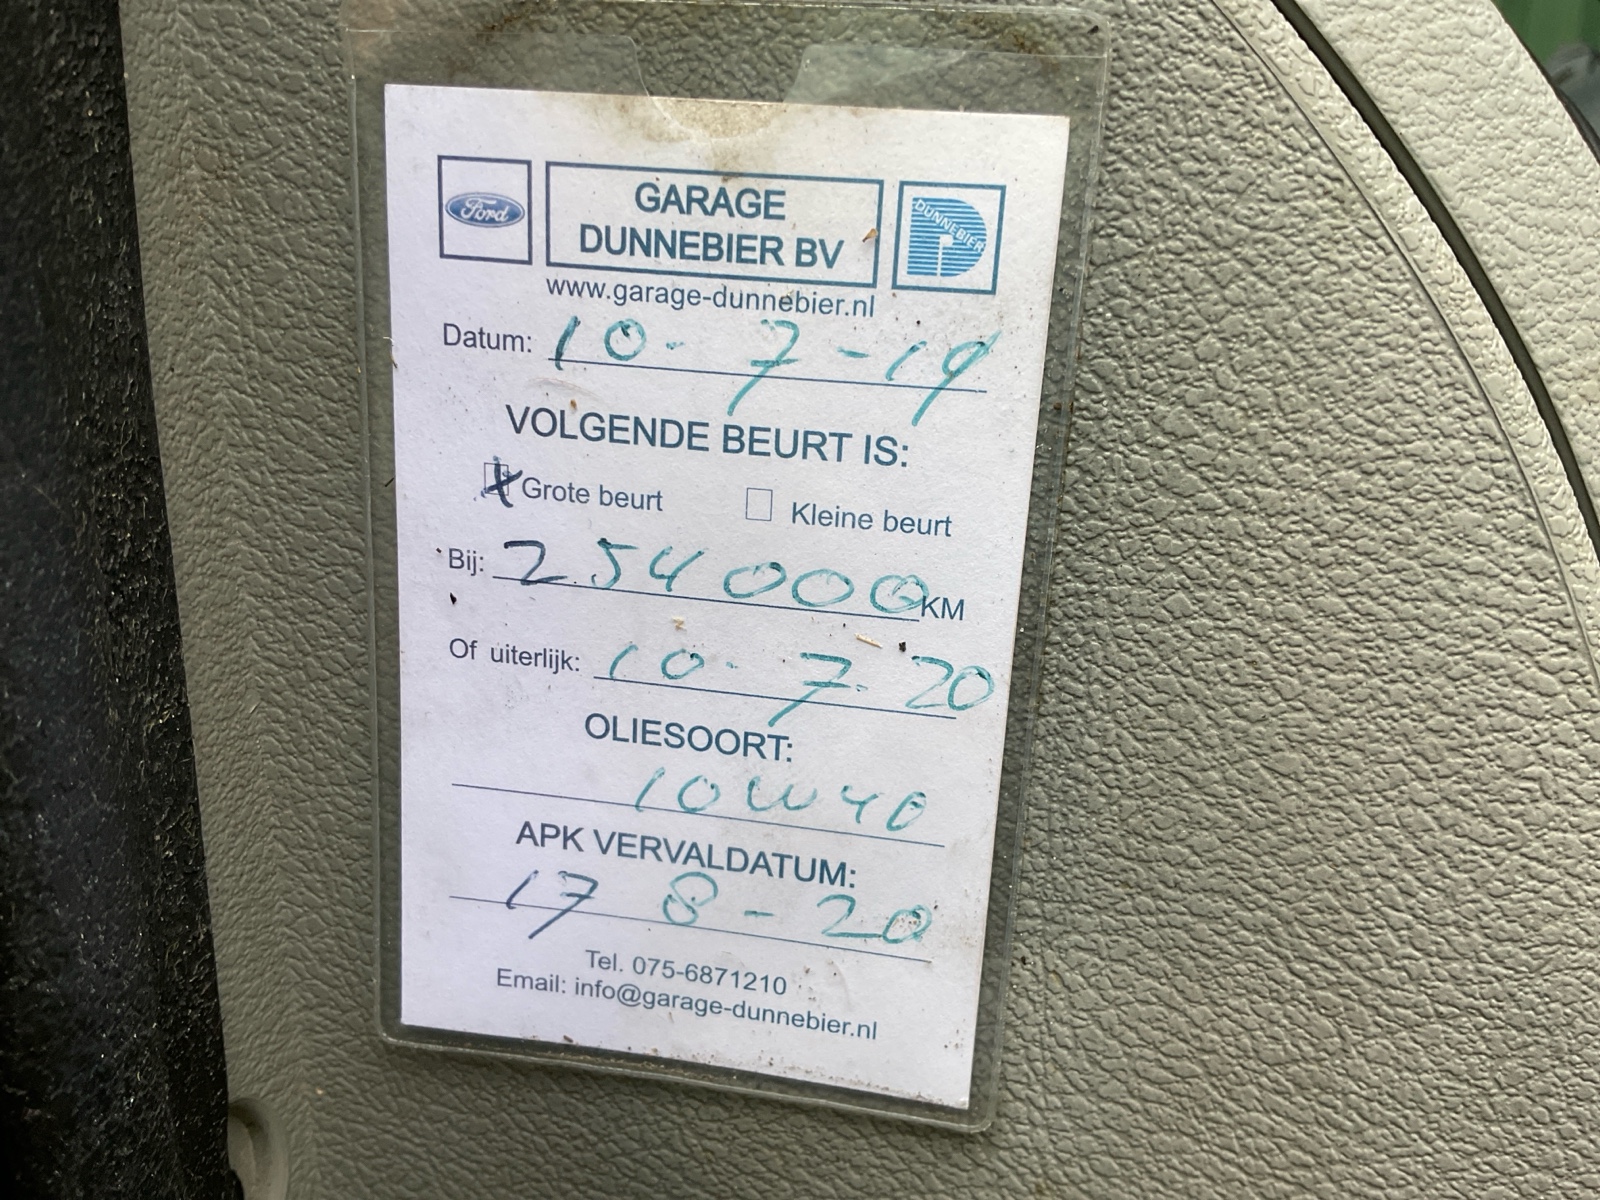 Ford
GARAGE
DUNNEBIER BV
DUNNEBIER
www.garage-dunnebier.nl
Datum: 10-7-19
VOLGENDE BEURT IS:
Grote beurt Kleine beurt
Bij: 254000 KM
Of uiterlijk: 10-7-20
OLIESOORT:
10W40
APK VERVALDATUM:
17 8-20
Tel. 075-6871210
Email: info@garage-dunnebier.nl